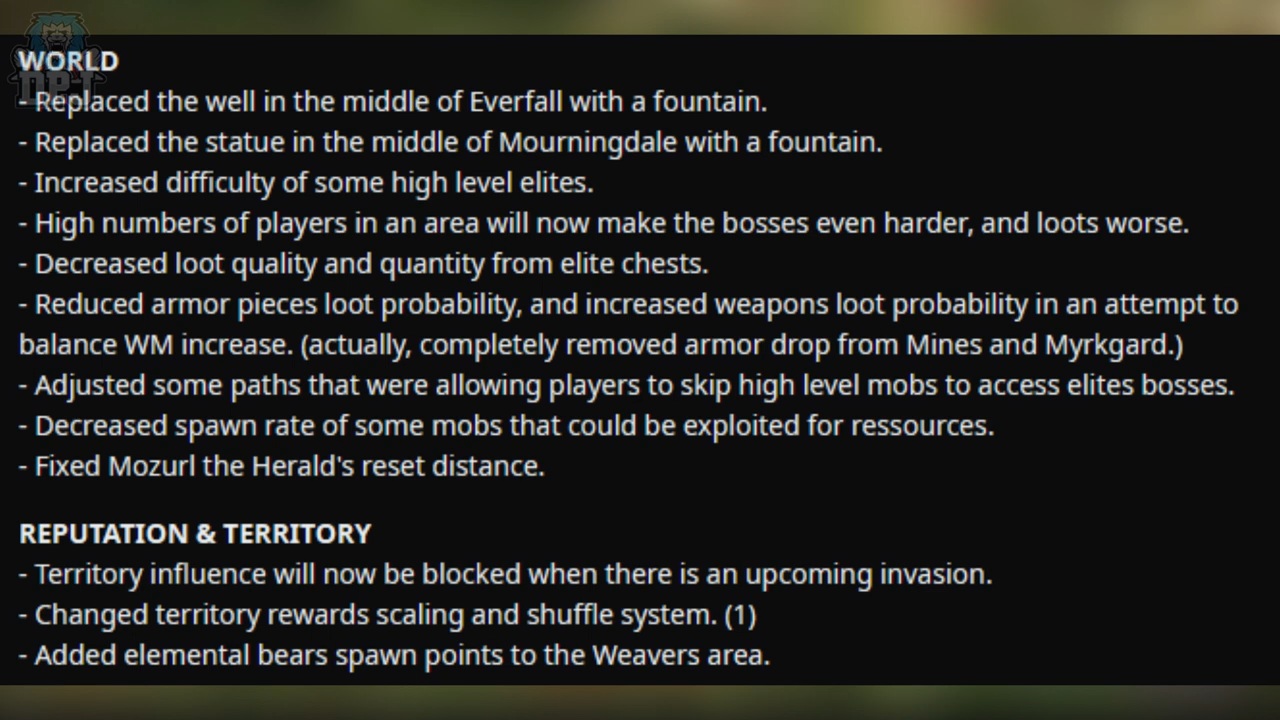 WORLD
DPJ
- Replaced the well in the middle of Everfall with a fountain.
- Replaced the statue in the middle of Mourningdale with a fountain.
- Increased difficulty of some high level elites.
- High numbers of players in an area will now make the bosses even harder, and loots worse.
- Decreased loot quality and quantity from elite chests.
- Reduced armor pieces loot probability, and increased weapons loot probability in an attempt to
balance WM increase. (actually, completely removed armor drop from Mines and Myrkgard.)
- Adjusted some paths that were allowing players to skip high level mobs to access elites bosses.
- Decreased spawn rate of some mobs that could be exploited for ressources.
- Fixed Mozurl the Herald's reset distance.
REPUTATION & TERRITORY
- Territory influence will now be blocked when there is an upcoming invasion.
- Changed territory rewards scaling and shuffle system. (1)
- Added elemental bears spawn points to the Weavers area.